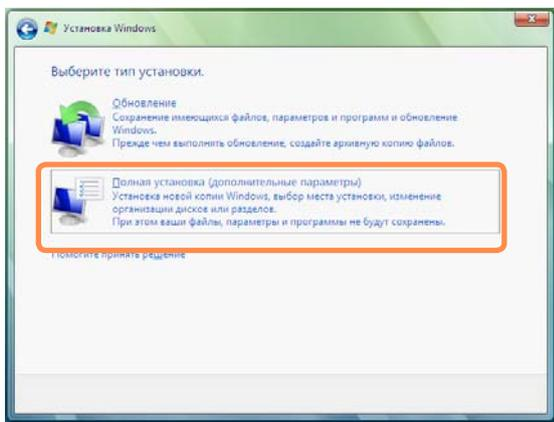 Установка Windows
Выберите тип установки.
Обновление
Сохранение имеющихся файлов, параметров и программ и обновление
Windows.
Прежде чем выполнять обновление, создайте архивную копию файлов.
Полная установка (дополнительные параметры)
Установка новой копии Windows, выбор места установки, изменение
организации дисков или разделов.
При этом ваши файлы, параметры и программы не будут сохранены.
Помогите принять решение